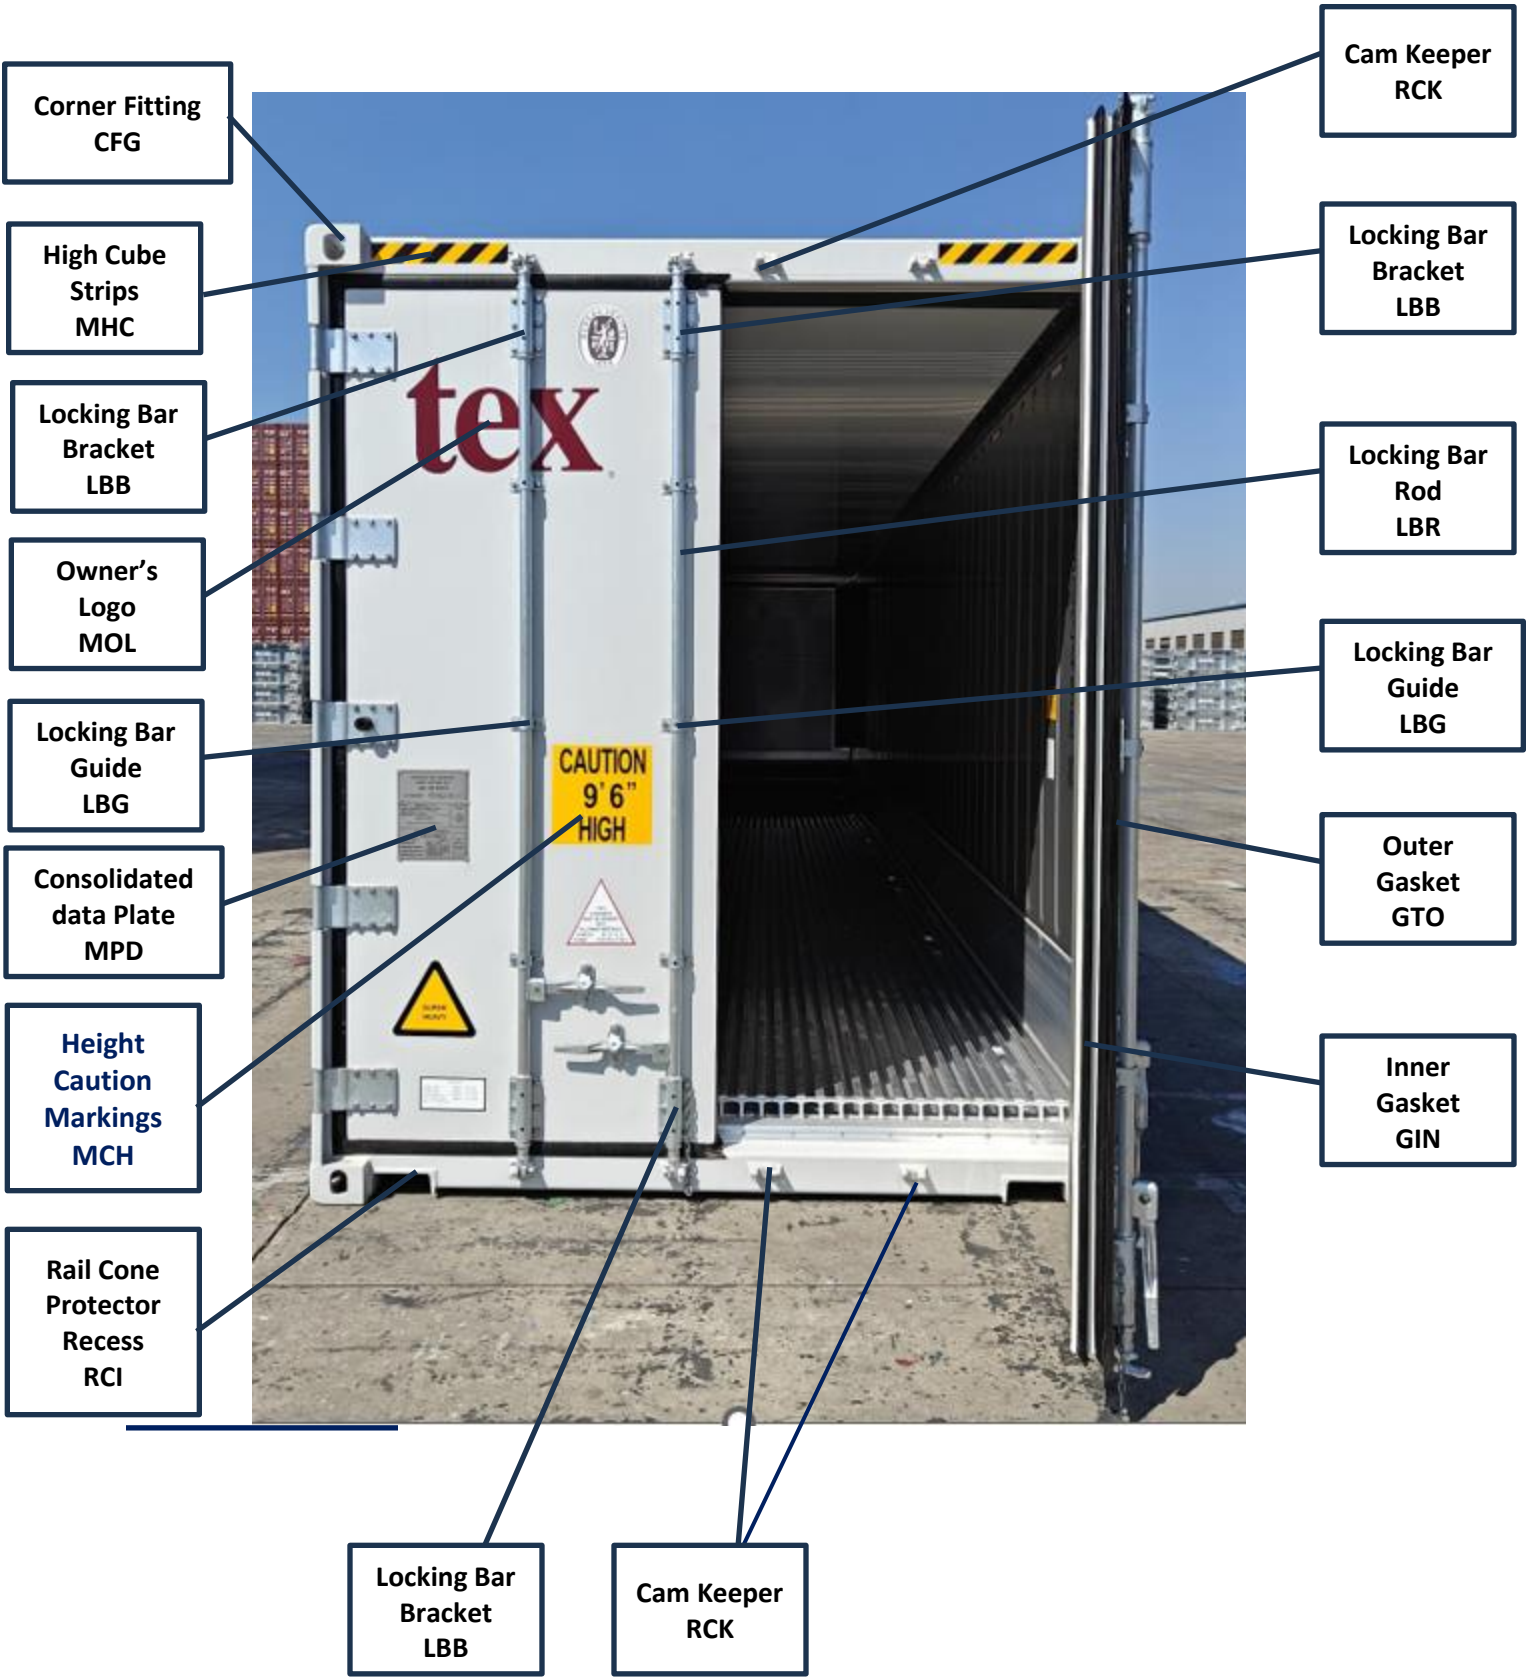 Corner Fitting
CFG
High Cube
Strips
MHC
Locking Bar
Bracket
LBB
Owner’s
Logo
MOL
Locking Bar
Guide
LBG
Consolidated
data Plate
MPD
Height
Caution
Markings
MCH
Rail Cone
Protector
Recess
RCI
tex
CAUTION
9' 6"
HIGH
SUPER
HEAVY
Cam Keeper
RCK
Locking Bar
Bracket
LBB
Locking Bar
Rod
LBR
Locking Bar
Guide
LBG
Outer
Gasket
GTO
Inner
Gasket
GIN
Locking Bar
Bracket
LBB
Cam Keeper
RCK